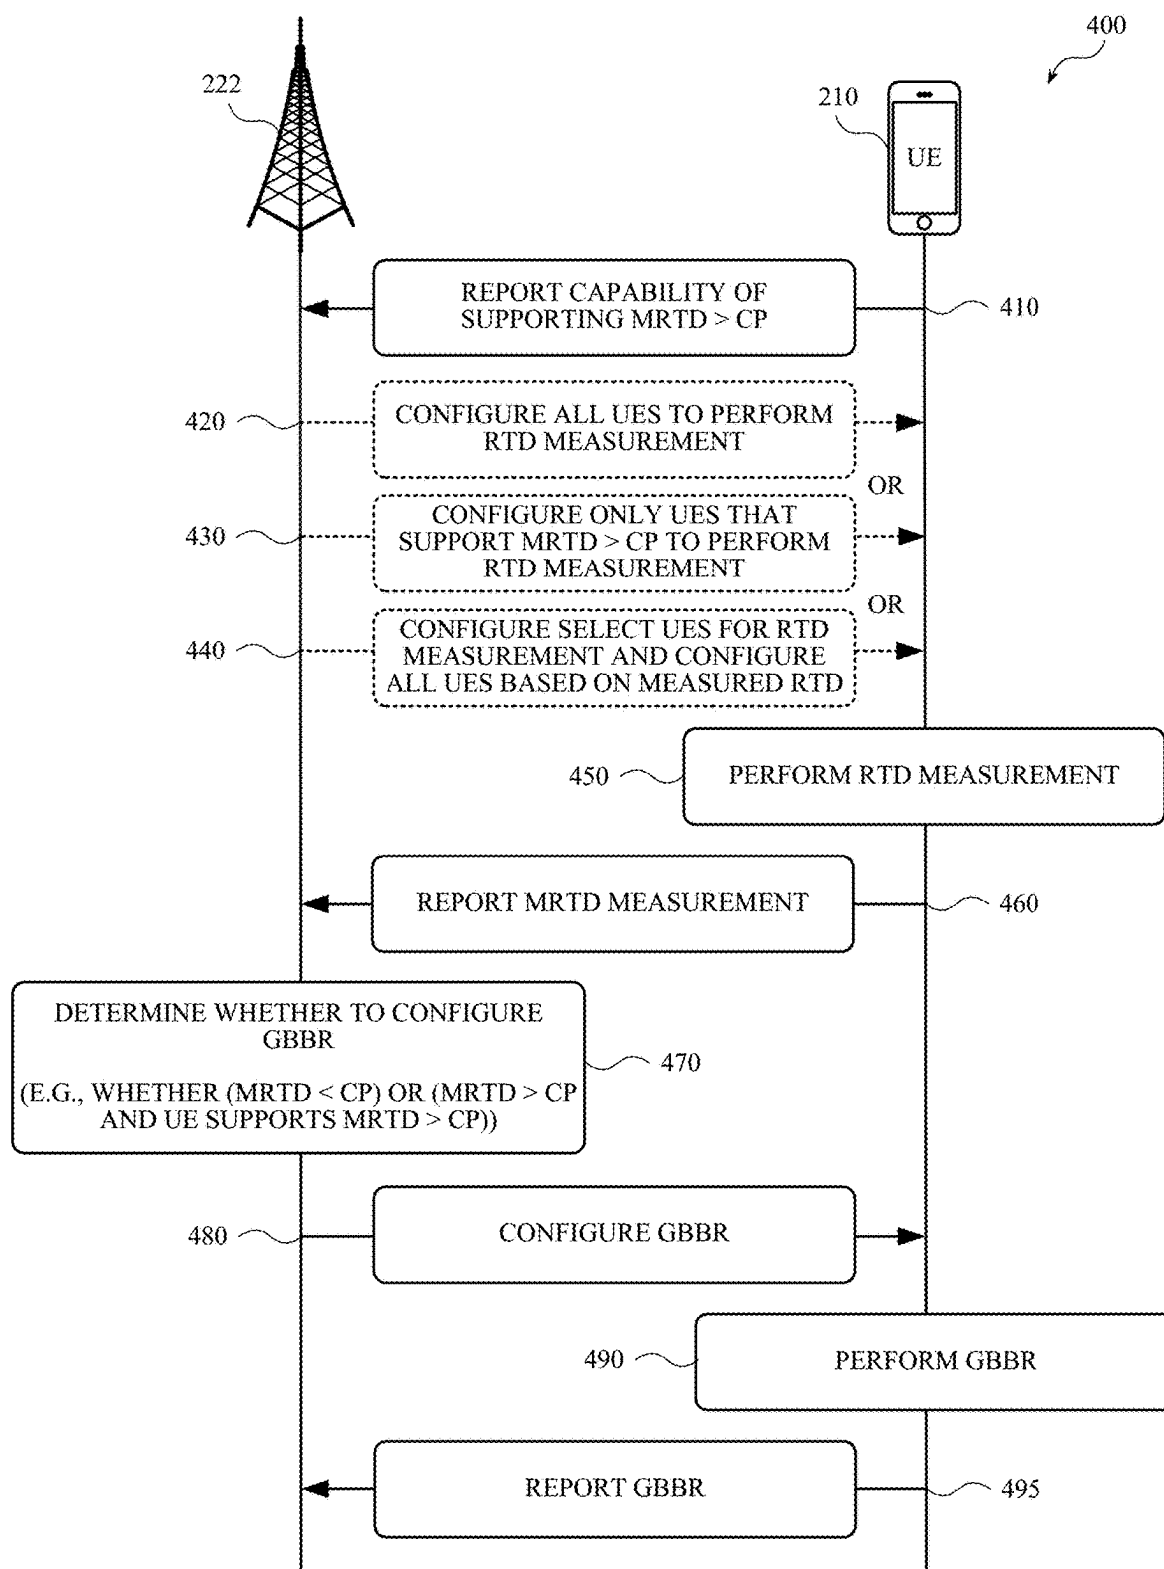 400
222
210
UE
REPORT CAPABILITY OF
SUPPORTING MRTD > CP
410
420
CONFIGURE ALL UES TO PERFORM
RTD MEASUREMENT
OR
430
CONFIGURE ONLY UES THAT
SUPPORT MRTD > CP TO PERFORM
RTD MEASUREMENT
OR
440
CONFIGURE SELECT UES FOR RTD
MEASUREMENT AND CONFIGURE
ALL UES BASED ON MEASURED RTD
450
PERFORM RTD MEASUREMENT
REPORT MRTD MEASUREMENT
460
DETERMINE WHETHER TO CONFIGURE
GBBR
(E.G., WHETHER (MRTD < CP) OR (MRTD > CP
AND UE SUPPORTS MRTD > CP))
470
480
CONFIGURE GBBR
490
PERFORM GBBR
REPORT GBBR
495